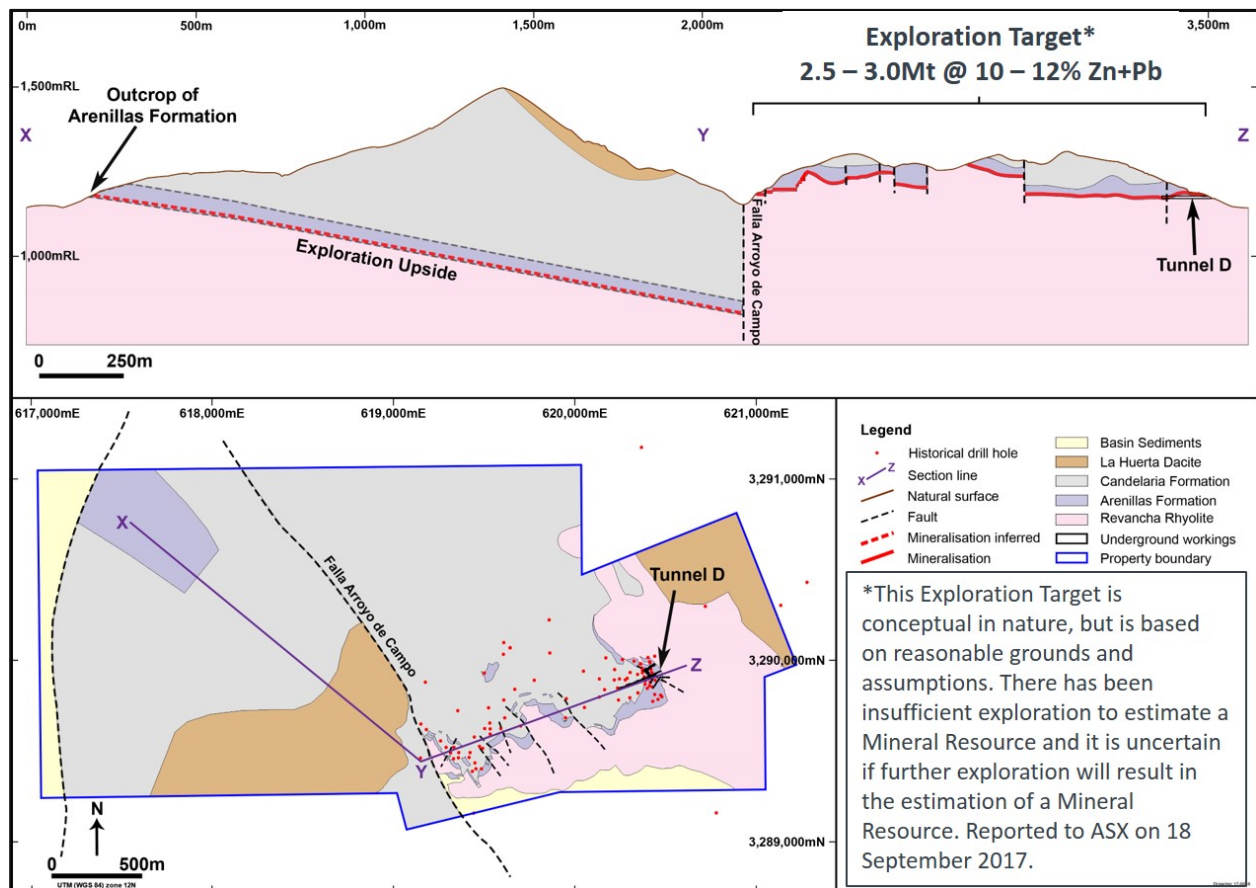 0m
500m
1,000m
1,500m
2,000m
3,500m
Exploration Target*
2.5 – 3.0Mt @ 10 – 12% Zn+Pb
1,500mRL
Outcrop of
Arenillas Formation
X
Y
Z
1,000mRL
Exploration Upside
Falla Arroyo de Campo
Tunnel D
0 250m
617,000mE
618,000mE
619,000mE
620,000mE
621,000mE
3,291,000mN
X
Falla Arroyo de Campo
Tunnel D
3,290,000mN
Z
Y
N
3,289,000mN
0 500m
UTM (WGS 84) zone 12N
Legend
Historical drill hole
X Z Section line
Natural surface
Fault
Mineralisation inferred
Mineralisation
Basin Sediments
La Huerta Dacite
Candelaria Formation
Arenillas Formation
Revancha Rhyolite
Underground workings
Property boundary
*This Exploration Target is
conceptual in nature, but is based
on reasonable grounds and
assumptions. There has been
insufficient exploration to estimate a
Mineral Resource and it is uncertain
if further exploration will result in
the estimation of a Mineral
Resource. Reported to ASX on 18
September 2017.